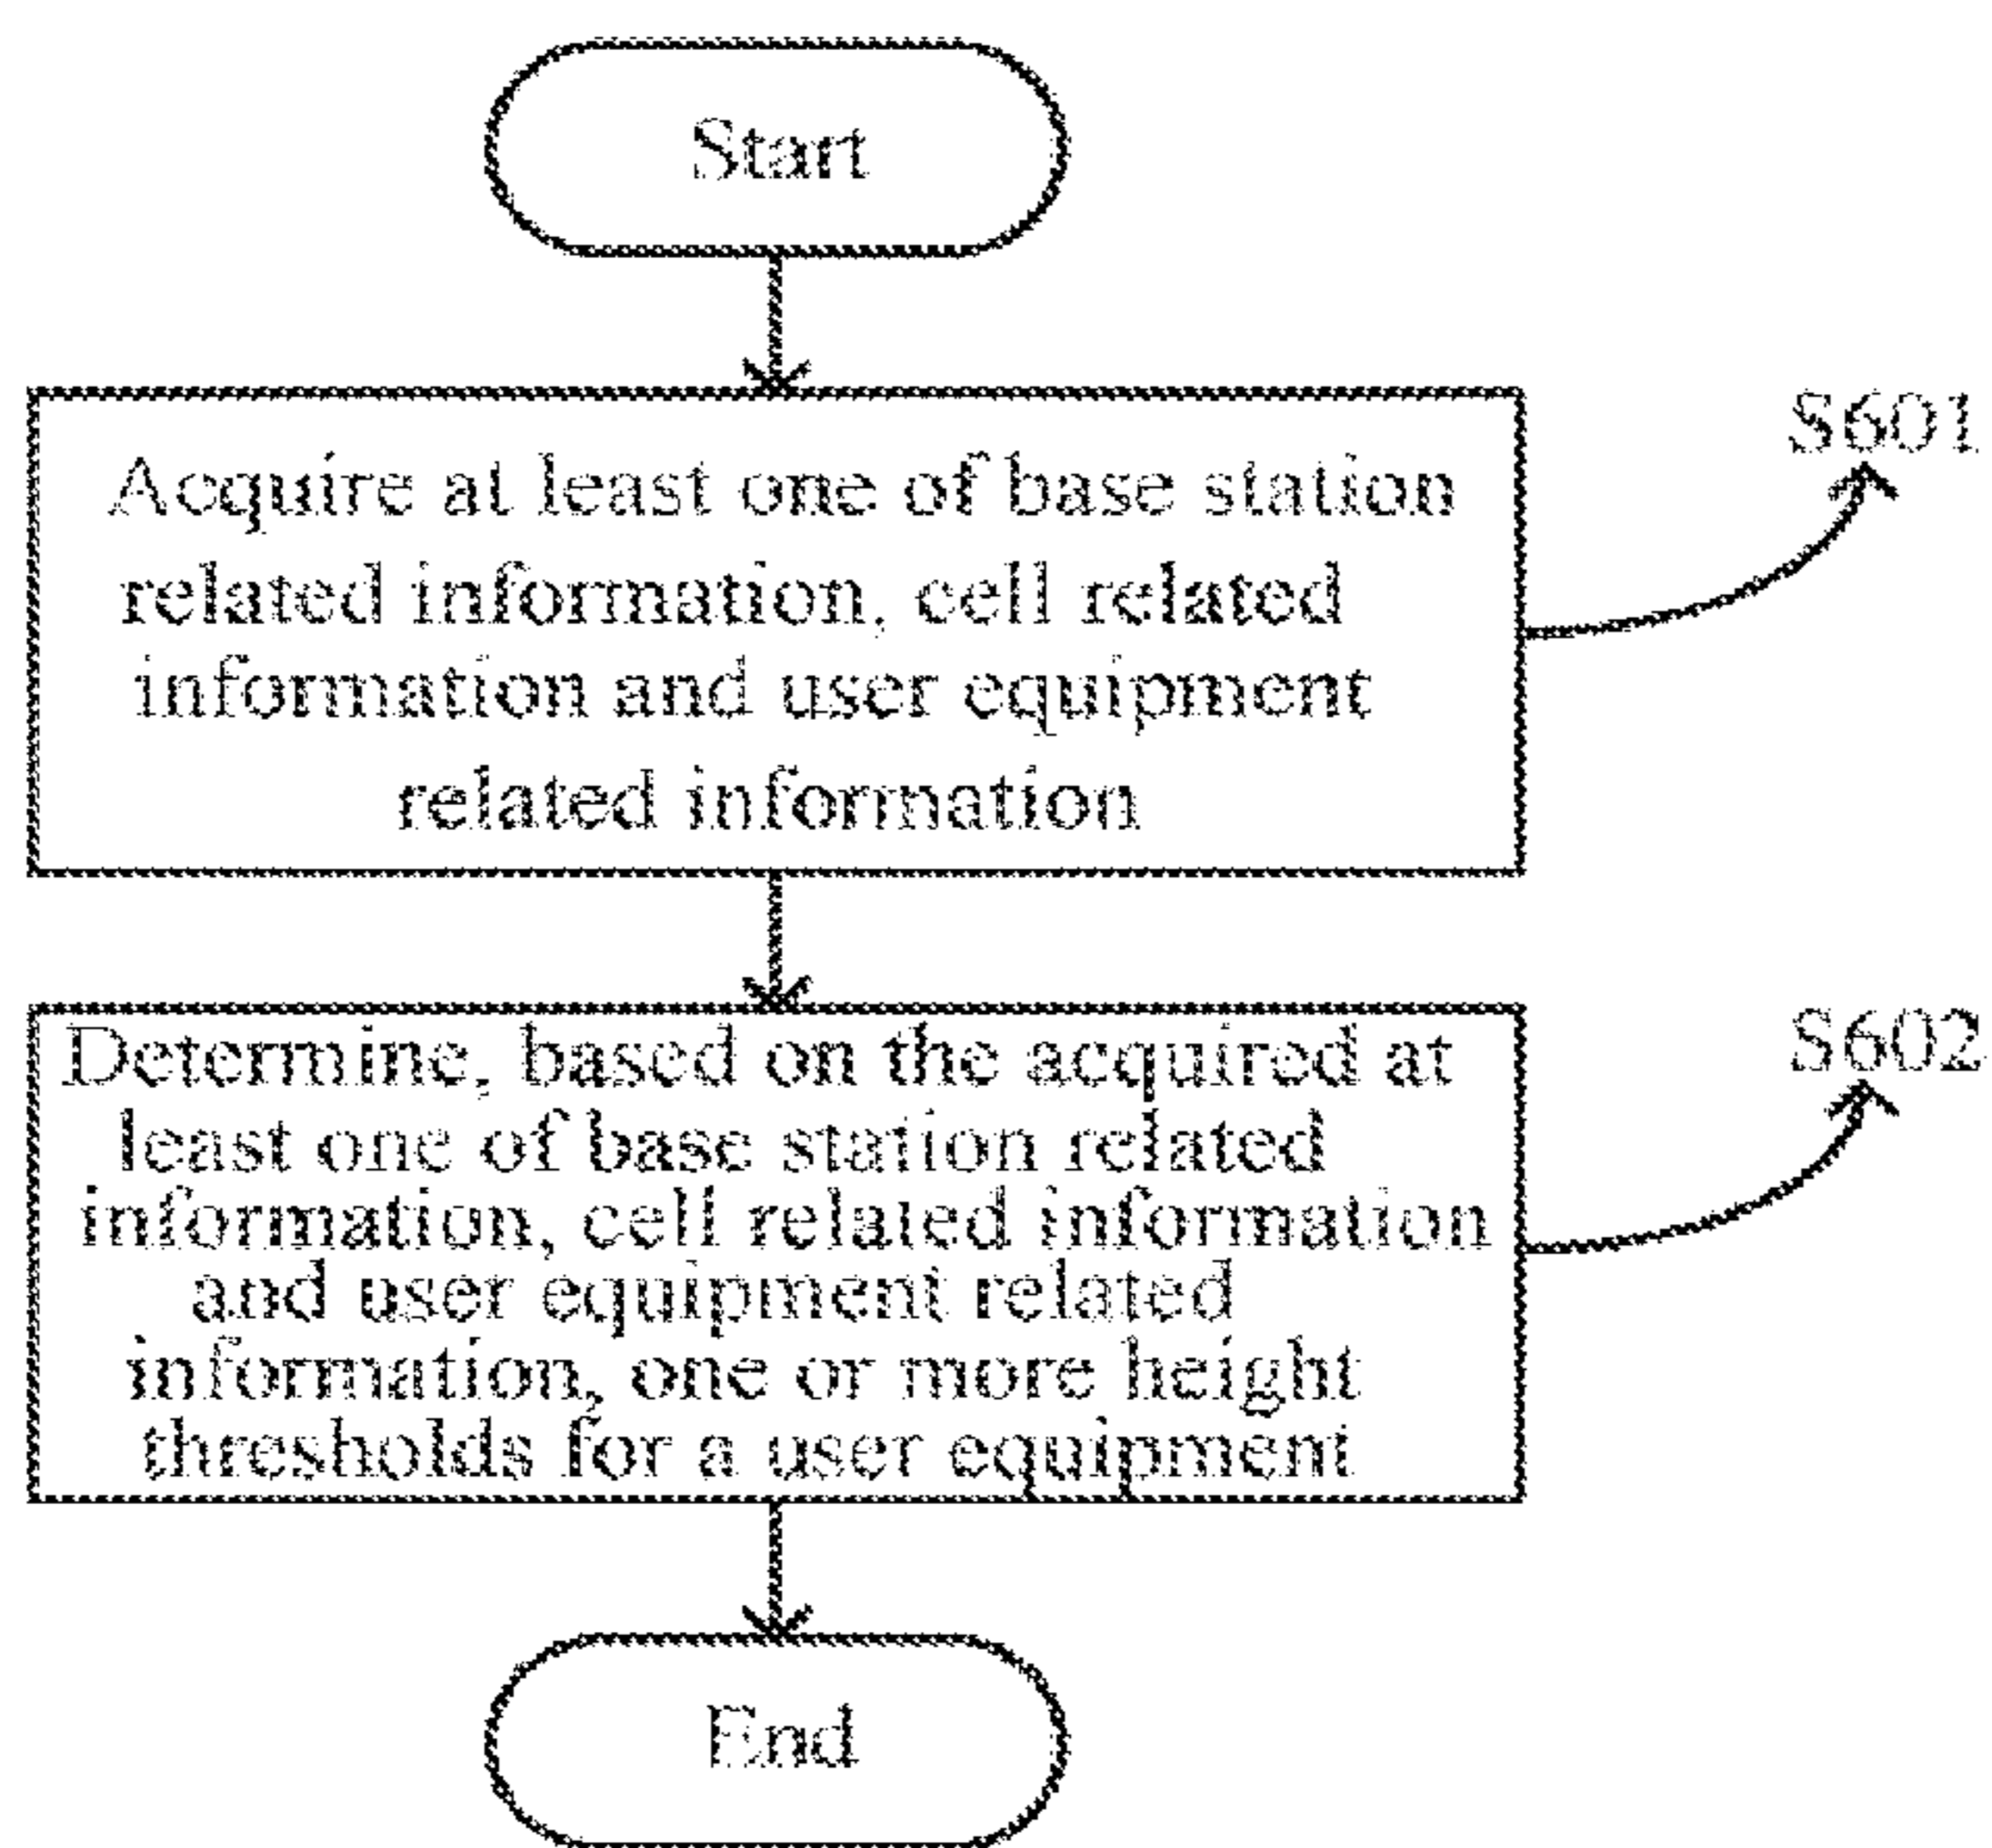 Start
S601
Acquire at least one of base station
related information, cell related
information and user equipment
related information
S602
Determine, based on the acquired at
least one of base station related
information, cell related information
and user equipment related
information, one or more height
thresholds for a user equipment
End